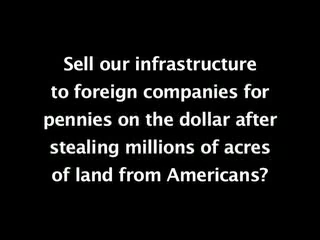 Sell our infrastructure
to foreign companies for
pennies on the dollar after
stealing millions of acres
of land from Americans?